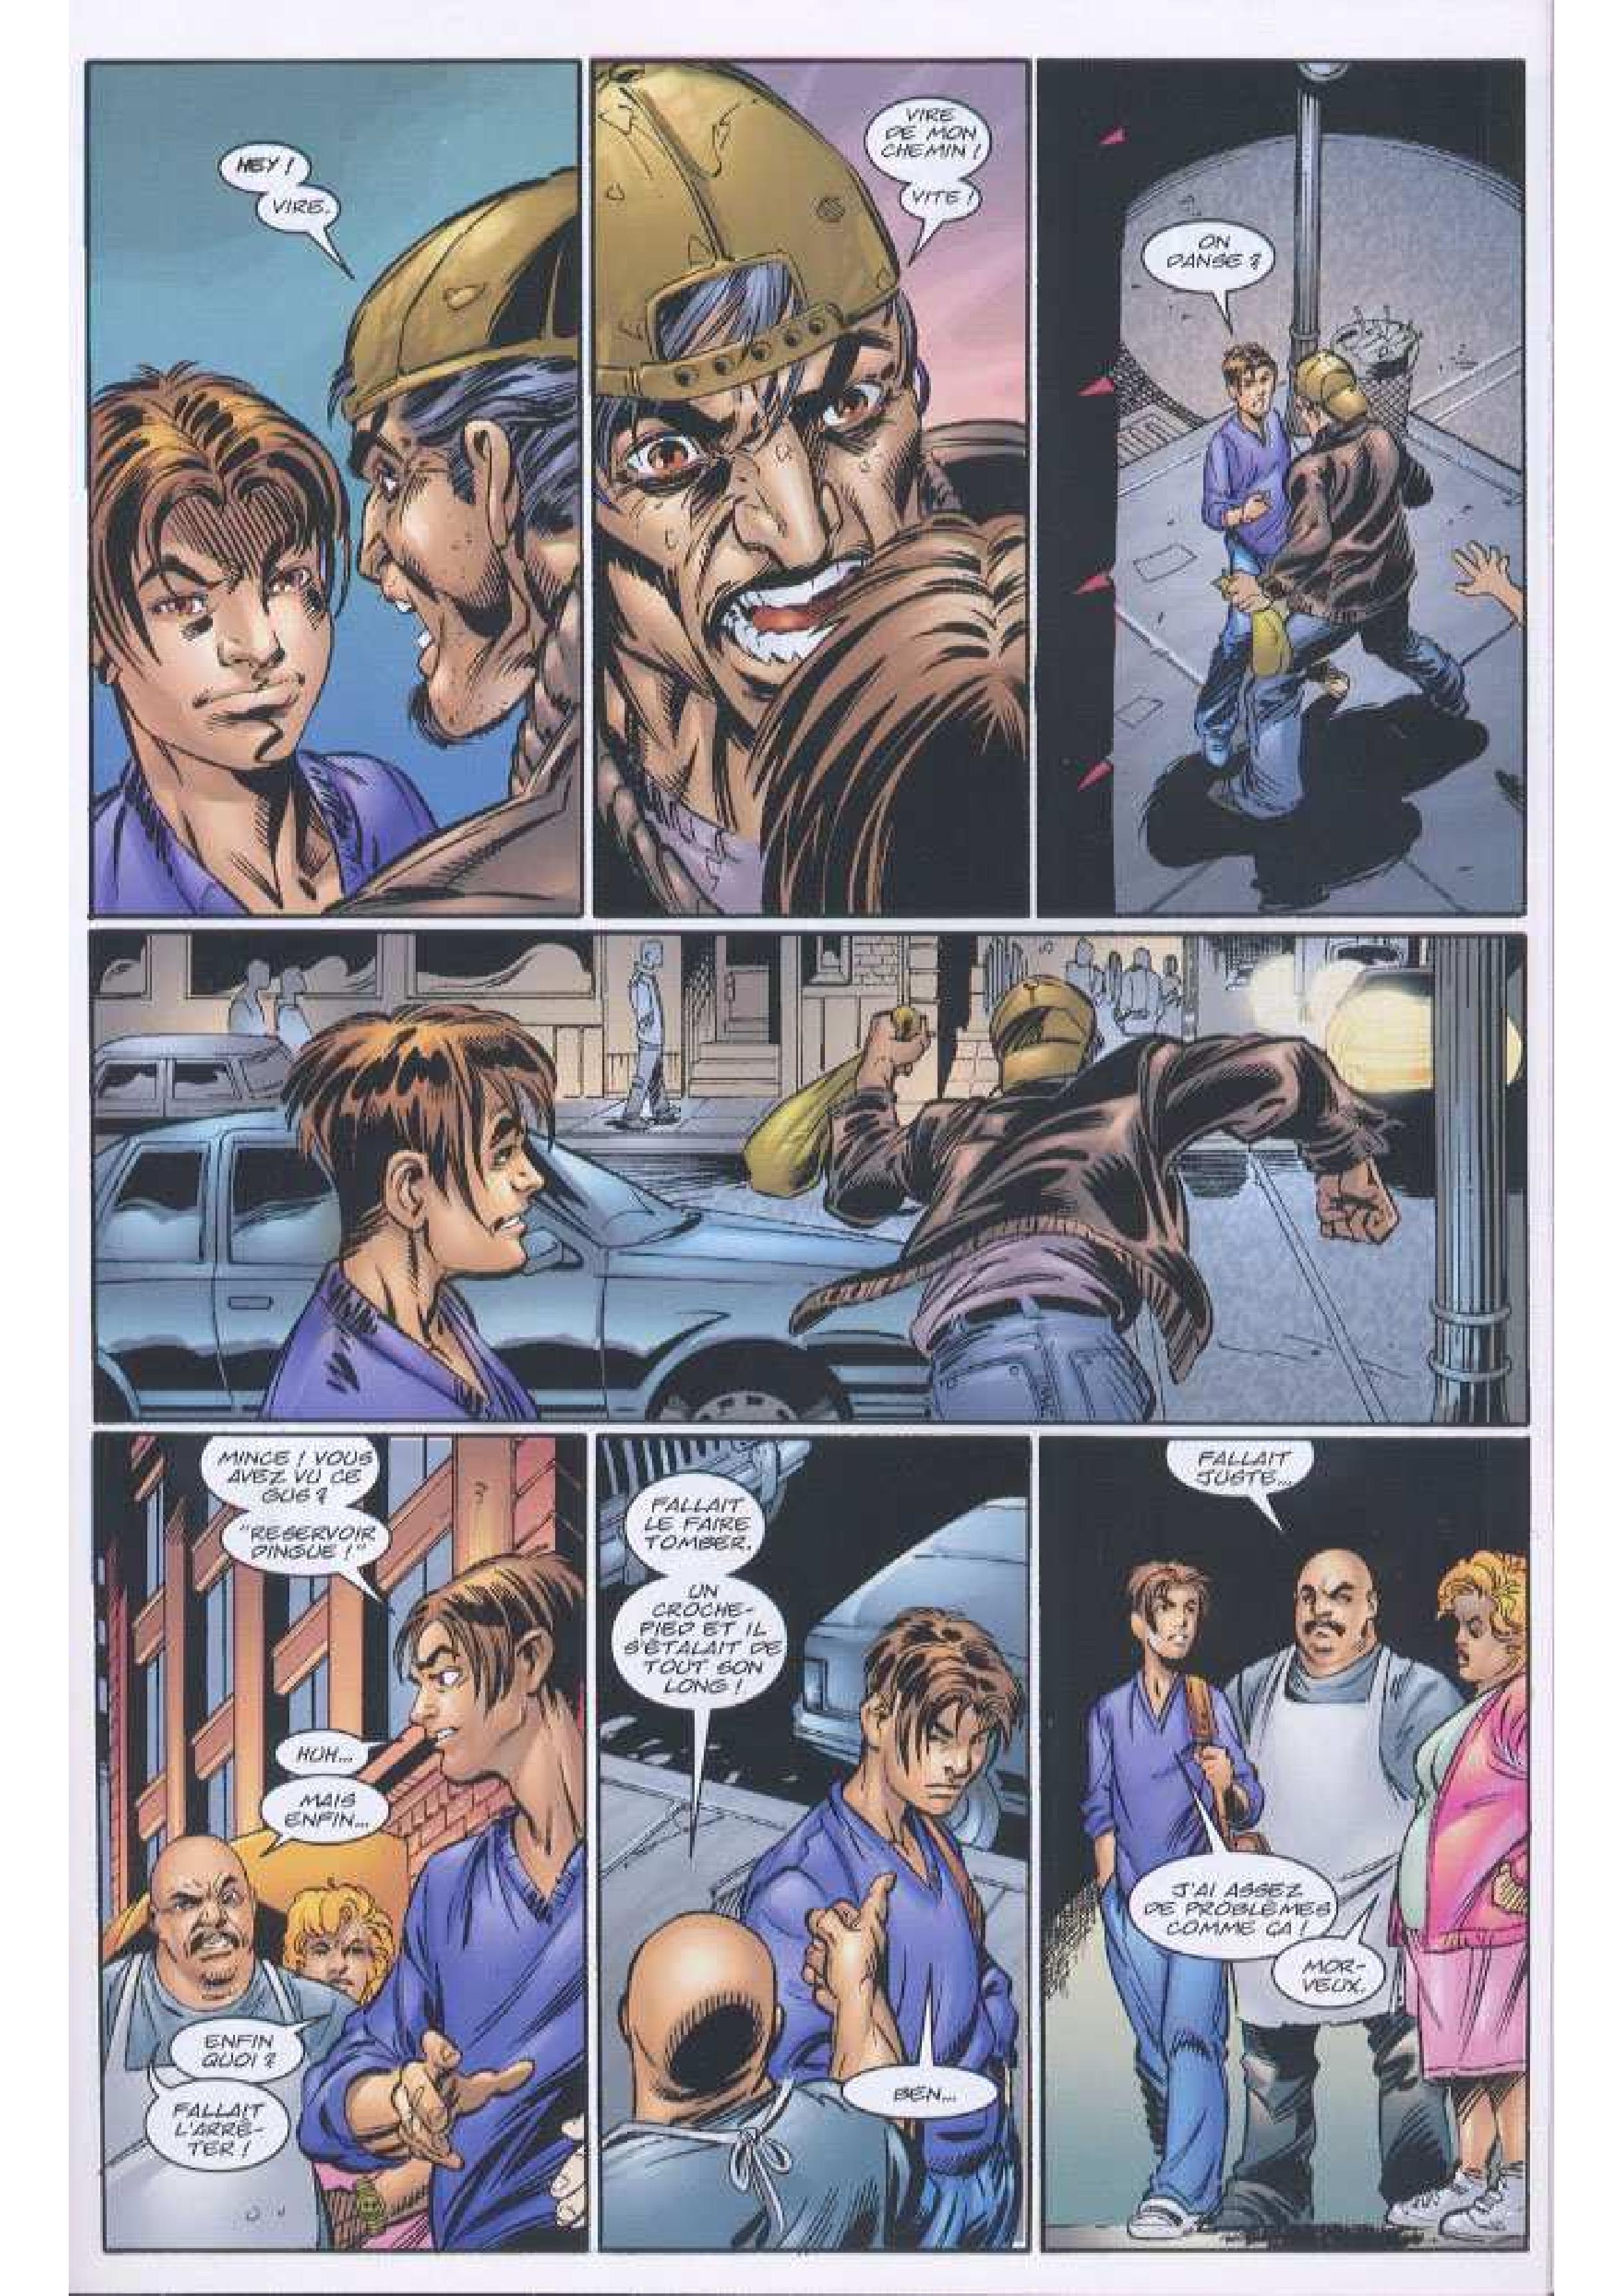 HEY !
VIRE.
VIRE
DE MON
CHEMIN !
VITE !
ON
DANSE ?
MINCE ! VOUS
AVEZ VU CE
GUS ?
"RESERVOIR
DINGUE !"
HUH...
MAIS
ENFIN...
ENFIN
QUOI ?
FALLAIT
L'ARRÊ-
TER !
FALLAIT
LE FAIRE
TOMBER.
UN
CROCHE-
PIED ET IL
S'ÉTALAIT DE
TOUT SON
LONG !
BEN...
FALLAIT
JUSTE...
J'AI ASSEZ
DE PROBLÈMES
COMME ÇA !
MOR-
VEUX.